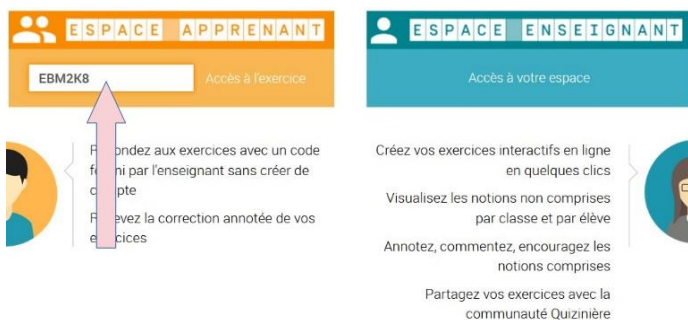 ESPACE APPRENANT
EBM2K8 Accès à l'exercice
ondez aux exercices avec un code
ni par l'enseignant sans créer de
pte
evez la correction annotée de vos
cices
ESPACE ENSEIGNANT
Accès à votre espace
Créez vos exercices interactifs en ligne
en quelques clics
Visualisez les notions non comprises
par classe et par élève
Annotez, commentez, encouragez les
notions comprises
Partagez vos exercices avec la
communauté Quizinière